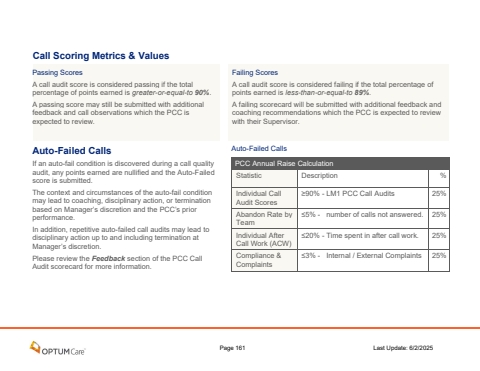 Call Scoring Metrics & Values
Passing Scores
A call audit score is considered passing if the total
percentage of points earned is greater-or-equal-to 90%.
A passing score may still be submitted with additional
feedback and call observations which the PCC is
expected to review.
Failing Scores
A call audit score is considered failing if the total percentage of
points earned is less-than-or-equal-to 89%.
A failing scorecard will be submitted with additional feedback and
coaching recommendations which the PCC is expected to review
with their Supervisor.
Auto-Failed Calls
If an auto-fail condition is discovered during a call quality
audit, any points earned are nullified and the Auto-Failed
score is submitted.
The context and circumstances of the auto-fail condition
may lead to coaching, disciplinary action, or termination
based on Manager's discretion and the PCC's prior
performance.
In addition, repetitive auto-failed call audits may lead to
disciplinary action up to and including termination at
Manager's discretion.
Please review the Feedback section of the PCC Call
Audit scorecard for more information.
Auto-Failed Calls
PCC Annual Raise Calculation
Statistic Description %
Individual Call
Audit Scores
≥90% - LM1 PCC Call Audits 25%
Abandon Rate by
Team
≤5% - number of calls not answered. 25%
Individual After
Call Work (ACW)
≤20% - Time spent in after call work. 25%
Compliance &
Complaints
≤3% - Internal / External Complaints 25%
OPTUMCare
Page 161
Last Update: 6/2/2025